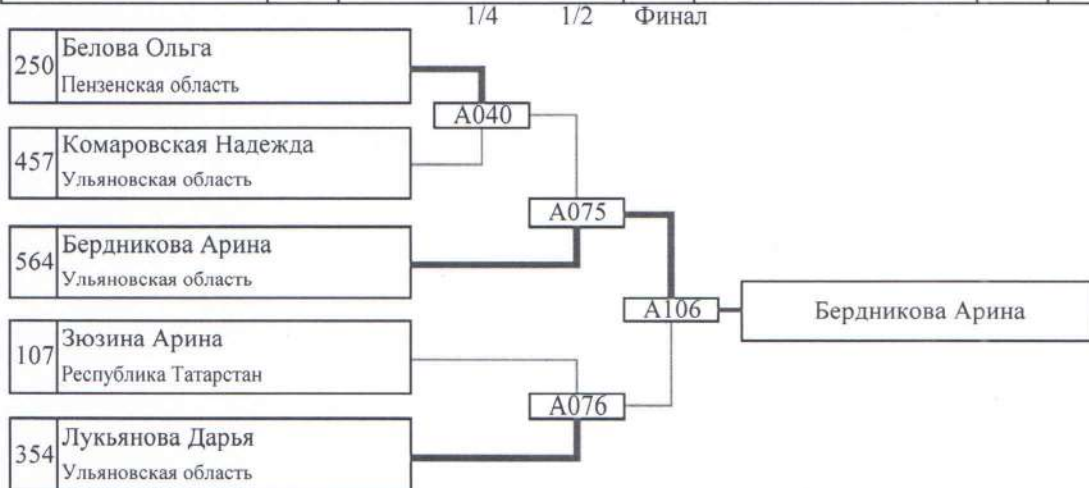 1/4 1/2 Финал
250 Белова Ольга
Пензенская область
A040
457 Комаровская Надежда
Ульяновская область
A075
564 Бердникова Арина
Ульяновская область
A106 Бердникова Арина
107 Зюзина Арина
Республика Татарстан
A076
354 Лукьянова Дарья
Ульяновская область